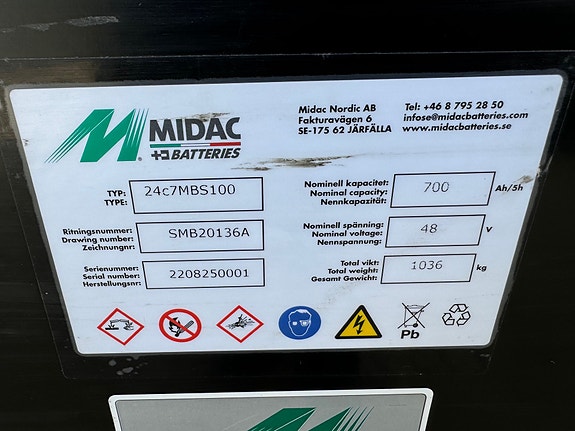 MIDAC
BATTERIES
Midac Nordic AB
Fakturavägen 6
SE-175 62 JÄRFÄLLA
Tel: +46 8 795 28 50
infose@midacbatteries.com
www.midacbatteries.se
TYP:
TYPE:
24c7MBS100
Ritningsnummer:
Drawing number:
Zeichnungnr:
SMB20136A
Serienummer:
Serial number:
Herstellungsnr:
2208250001
Nominell kapacitet:
Nominal capacity:
Nennkapazität:
700
Ah/5h
Nominell spänning:
Nominal voltage:
Nennspannung:
48
V
Total vikt:
Total weight:
Gesamt Gewicht:
1036
kg
Pb